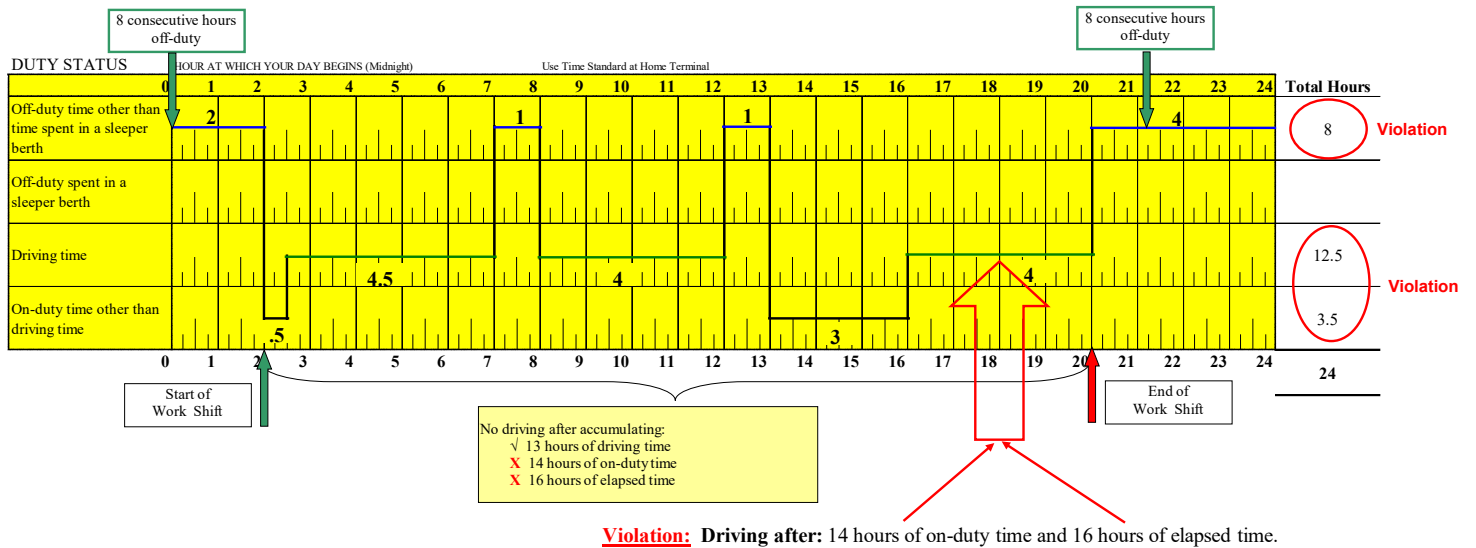 8 consecutive hours
off-duty
8 consecutive hours
off-duty
DUTY STATUS
HOUR AT WHICH YOUR DAY BEGINS (Midnight)
Use Time Standard at Home Terminal
0 1 2 3 4 5 6 7 8 9 10 11 12 13 14 15 16 17 18 19 20 21 22 23 24 Total Hours
Off-duty time other than
time spent in a sleeper
berth
2 1 1 4
8 Violation
Off-duty spent in a
sleeper berth
Driving time
4.5 4 4
12.5
Violation
On-duty time other than
driving time
.5 3
3.5
0 1 2 3 4 5 6 7 8 9 10 11 12 13 14 15 16 17 18 19 20 21 22 23 24
24
Start of
Work Shift
End of
Work Shift
No driving after accumulating:
√ 13 hours of driving time
X 14 hours of on-duty time
X 16 hours of elapsed time
Violation: Driving after: 14 hours of on-duty time and 16 hours of elapsed time.